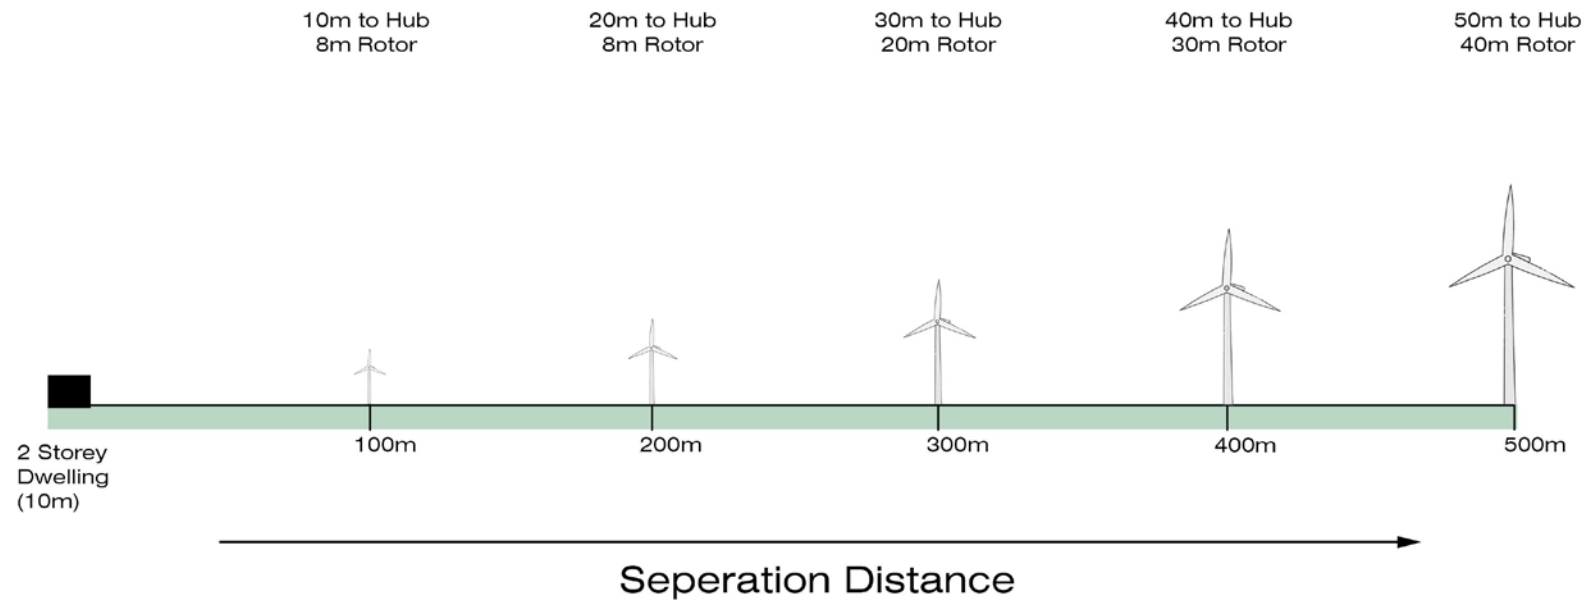 10m to Hub
8m Rotor
20m to Hub
8m Rotor
30m to Hub
20m Rotor
40m to Hub
30m Rotor
50m to Hub
40m Rotor
2 Storey
Dwelling
(10m)
100m
200m
300m
400m
500m
Seperation Distance